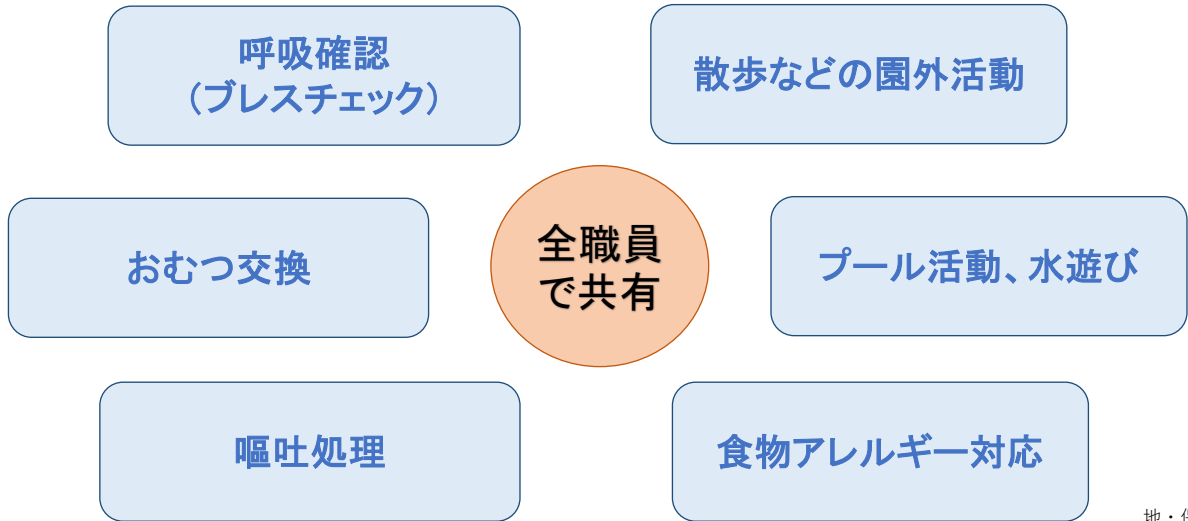 呼吸確認
（ブレスチェック）
散歩などの園外活動
おむつ交換
全職員
で共有
プール活動、水遊び
嘔吐処理
食物アレルギー対応